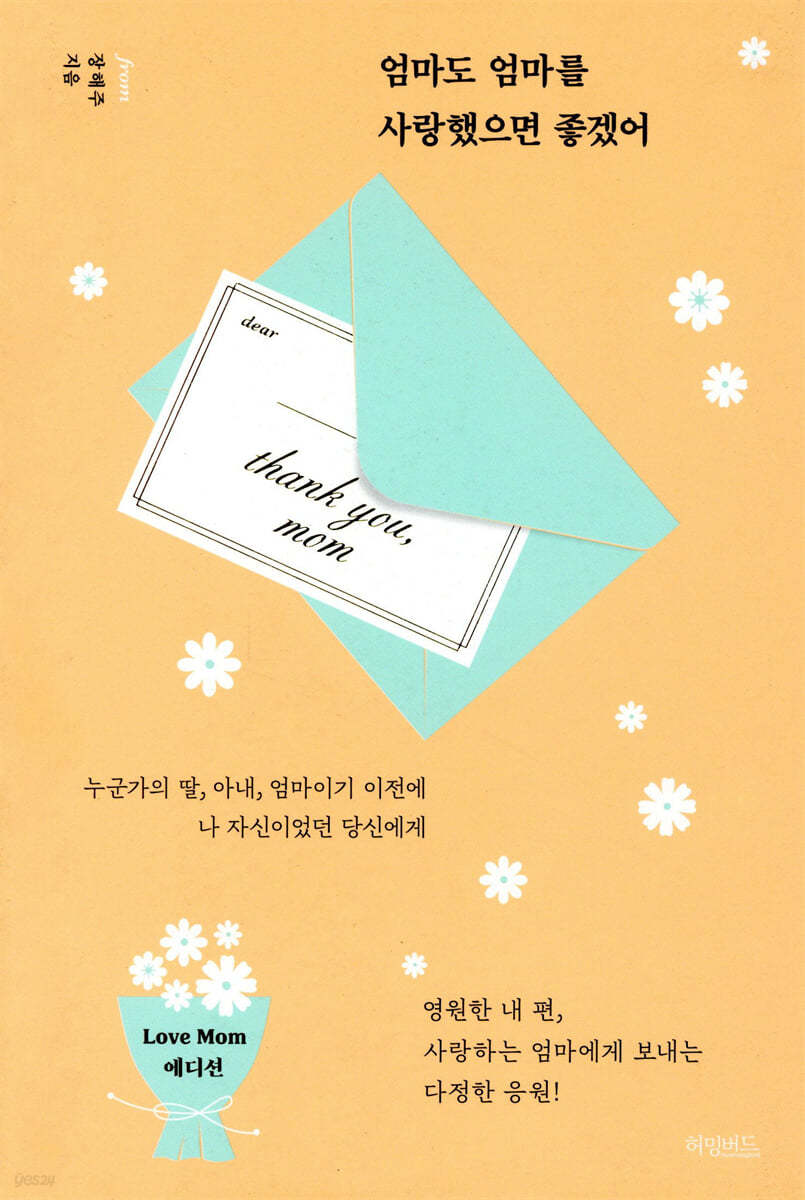 from
장해주
지음
엄마도 엄마를
사랑했으면 좋겠어
dear
thank you,
mom
누군가의 딸, 아내, 엄마이기 이전에
나 자신이었던 당신에게
Love Mom
에디션
영원한 내 편,
사랑하는 엄마에게 보내는
다정한 응원!
허밍버드
yes24